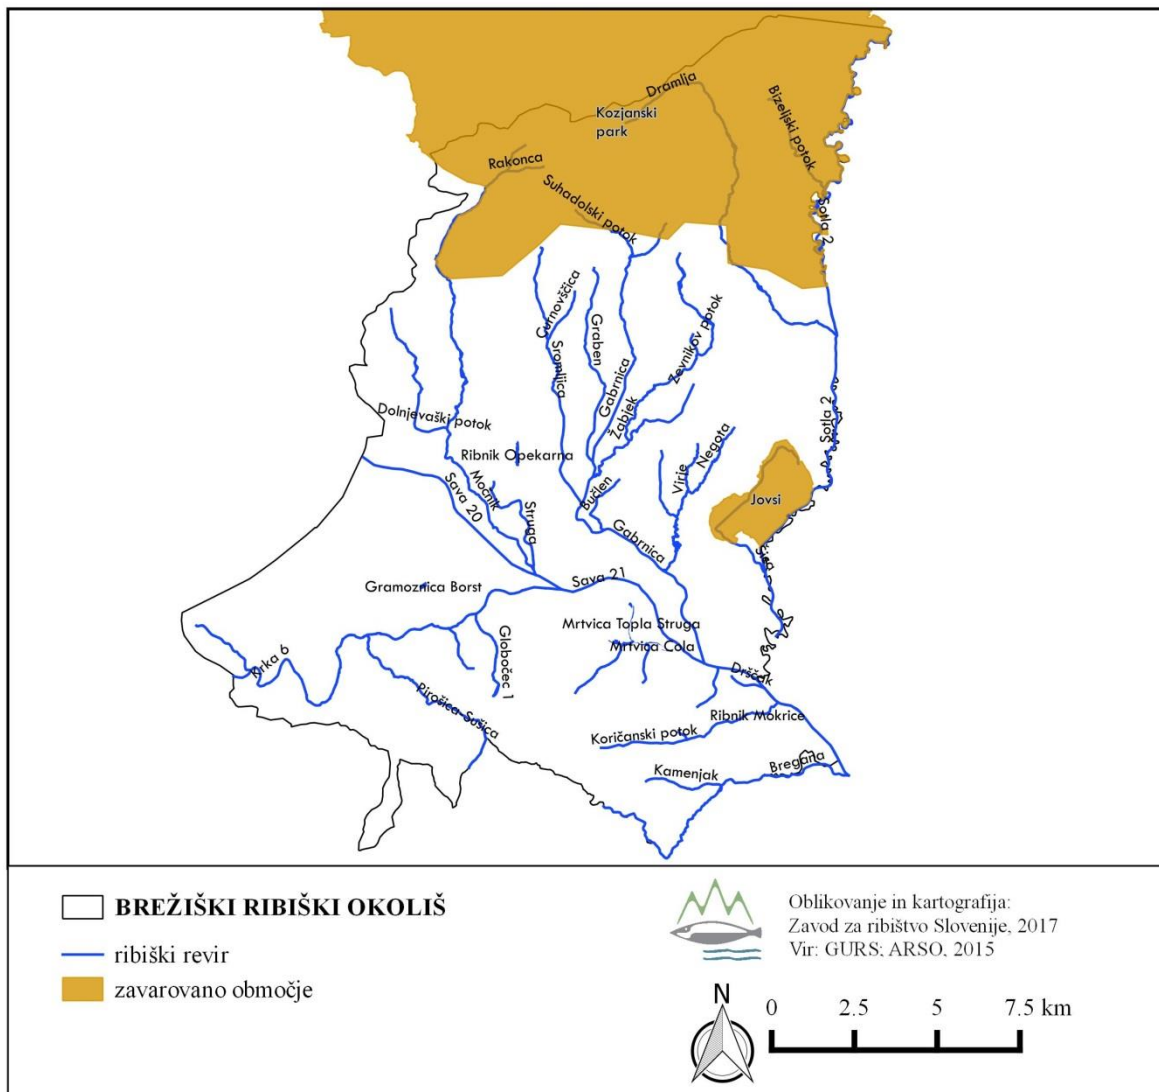 Dramlja
Bizeljski potok
Kozjanski
park
Rakonca
Suhadolski potok
Sotla 2
Curnovščica
Graben
Sromljica
Gabrnica
Žabjek
Zevnikov potok
Sotla 2
Dolnjevaški potok
Ribnik Opekarna
Močnik
Sava 20
Struga
Bučlen
Virje
Negota
Jovsi
Gabrnica
Šica
Gramoznica Borst
Sava 21
Mrtvica Topla Struga
Mrtvica Cola
Globočec 1
Krka 6
Pirošica-Sušica
Drščak
Ribnik Mokrice
Koričanski potok
Kamenjak
Bregana
BREŽIŠKI RIBIŠKI OKOLIŠ
ribiški revir
zavarovano območje
Oblikovanje in kartografija:
Zavod za ribištvo Slovenije, 2017
Vir: GURS; ARSO, 2015
N
0 2.5 5 7.5 km